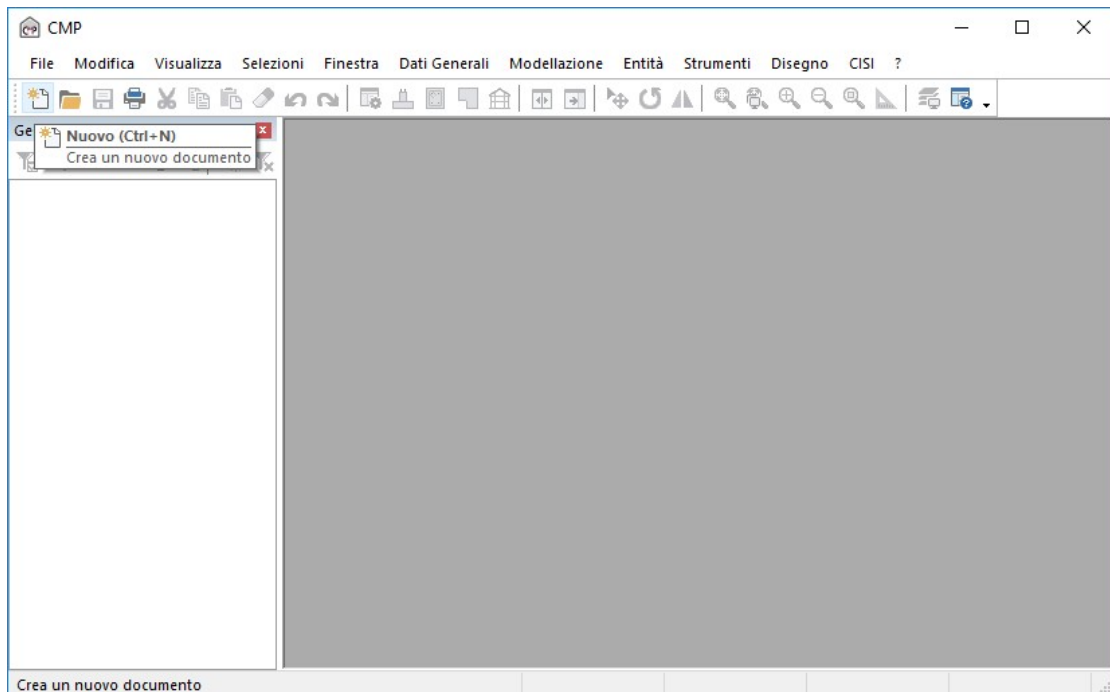 CMP
File Modifica Visualizza Selezioni Finestra Dati Generali Modellazione Entità Strumenti Disegno CISI ?
Ge
Nuovo (Ctrl+N)
Crea un nuovo documento
Crea un nuovo documento